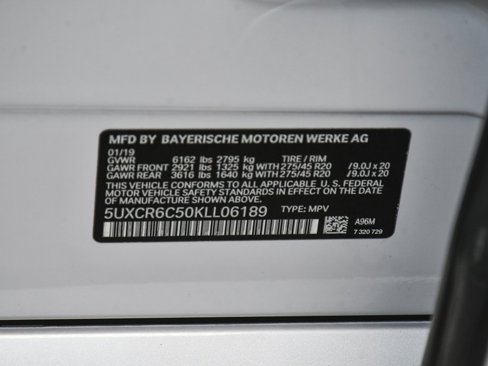 MFD BY BAYERISCHE MOTOREN WERKE AG
01/19
GVWR 6162 lbs 2795 kg TIRE / RIM
GAWR FRONT 2921 lbs 1325 kg WITH 275/45 R20 /9.0J x 20
GAWR REAR 3616 lbs 1640 kg WITH 275/45 R20 /9.0J x 20
THIS VEHICLE CONFORMS TO ALL APPLICABLE U. S. FEDERAL
MOTOR VEHICLE SAFETY STANDARDS IN EFFECT ON THE DATE OF
MANUFACTURE SHOWN ABOVE.
5UXCR6C50KLL06189 TYPE: MPV
A96M
7 320 729